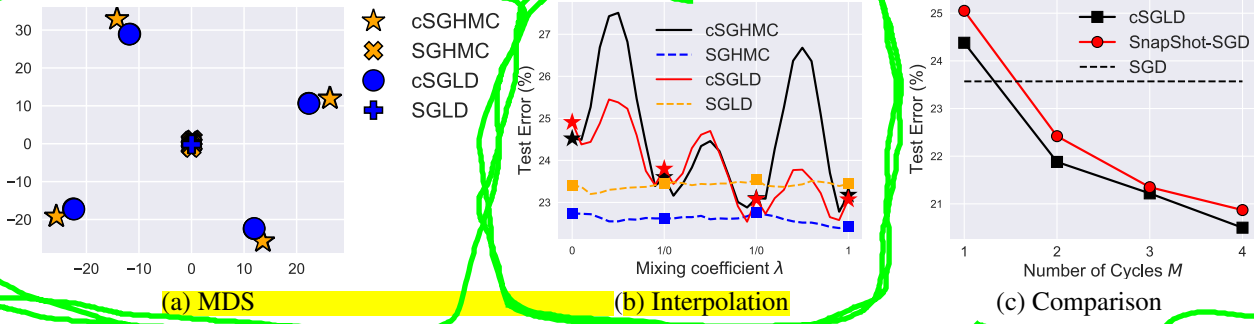 30
20
10
0
−10
−20
−20 −10 0 10 20
cSGHMC
SGHMC
cSGLD
SGLD
(a) MDS
Test Error (%)
27
26
25
24
23
0 1/0 1/0 1
Mixing coefficient λ
cSGHMC
SGHMC
cSGLD
SGLD
(b) Interpolation
Test Error (%)
25
24
23
22
21
1 2 3 4
Number of Cycles M
cSGLD
SnapShot-SGD
SGD
(c) Comparison